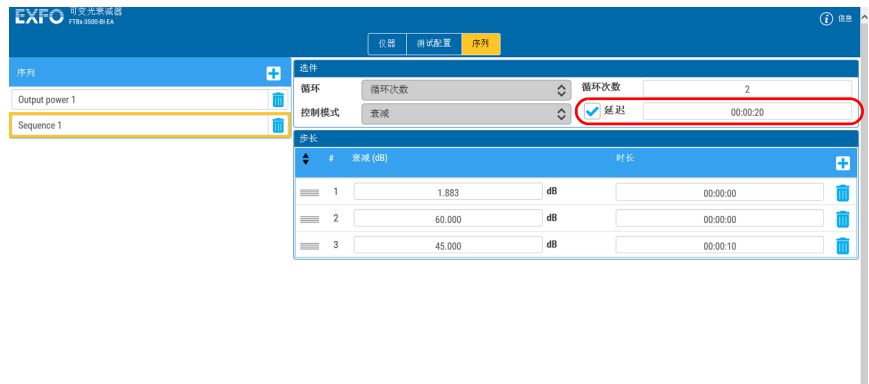 EXFO 可变光衰减器
FTBx-3500-BI-EA
信息
仪器 测试配置 序列
序列
Output power 1
Sequence 1
选件
循环 循环次数 循环次数 2
控制模式 衰减 延迟 00:00:20
步长
# 衰减 (dB) 时长
1 1.883 dB 00:00:00
2 60.000 dB 00:00:00
3 45.000 dB 00:00:10